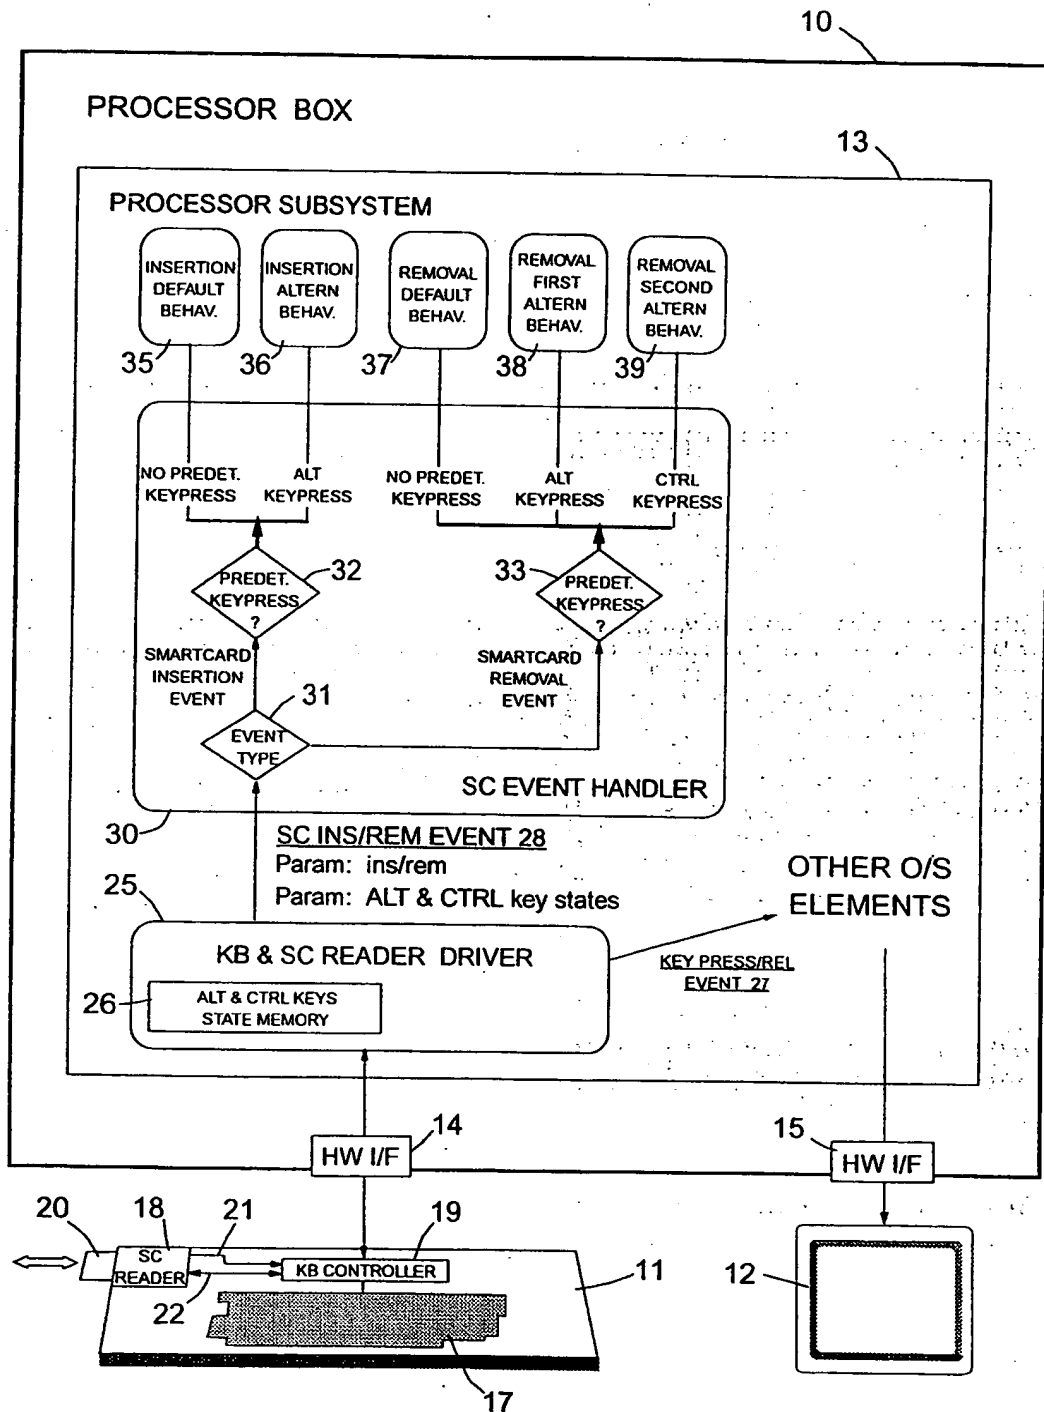 10
PROCESSOR BOX
13
PROCESSOR SUBSYSTEM
INSERTION
DEFAULT
BEHAV.
INSERTION
ALTERN
BEHAV.
REMOVAL
DEFAULT
BEHAV.
REMOVAL
FIRST
ALTERN
BEHAV.
REMOVAL
SECOND
ALTERN
BEHAV.
35
36
37
38
39
NO PREDET.
KEYPRESS
ALT
KEYPRESS
NO PREDET.
KEYPRESS
ALT
KEYPRESS
CTRL
KEYPRESS
PREDET.
KEYPRESS
?
32
33
PREDET.
KEYPRESS
?
SMARTCARD
INSERTION
EVENT
SMARTCARD
REMOVAL
EVENT
31
EVENT
TYPE
SC EVENT HANDLER
30
SC INS/REM EVENT 28
Param: ins/rem
Param: ALT & CTRL key states
OTHER O/S
ELEMENTS
25
KB & SC READER DRIVER
KEY PRESS/REL
EVENT 27
26
ALT & CTRL KEYS
STATE MEMORY
14
HW I/F
15
HW I/F
20
18
21
19
SC
READER
KB CONTROLLER
11
12
22
17